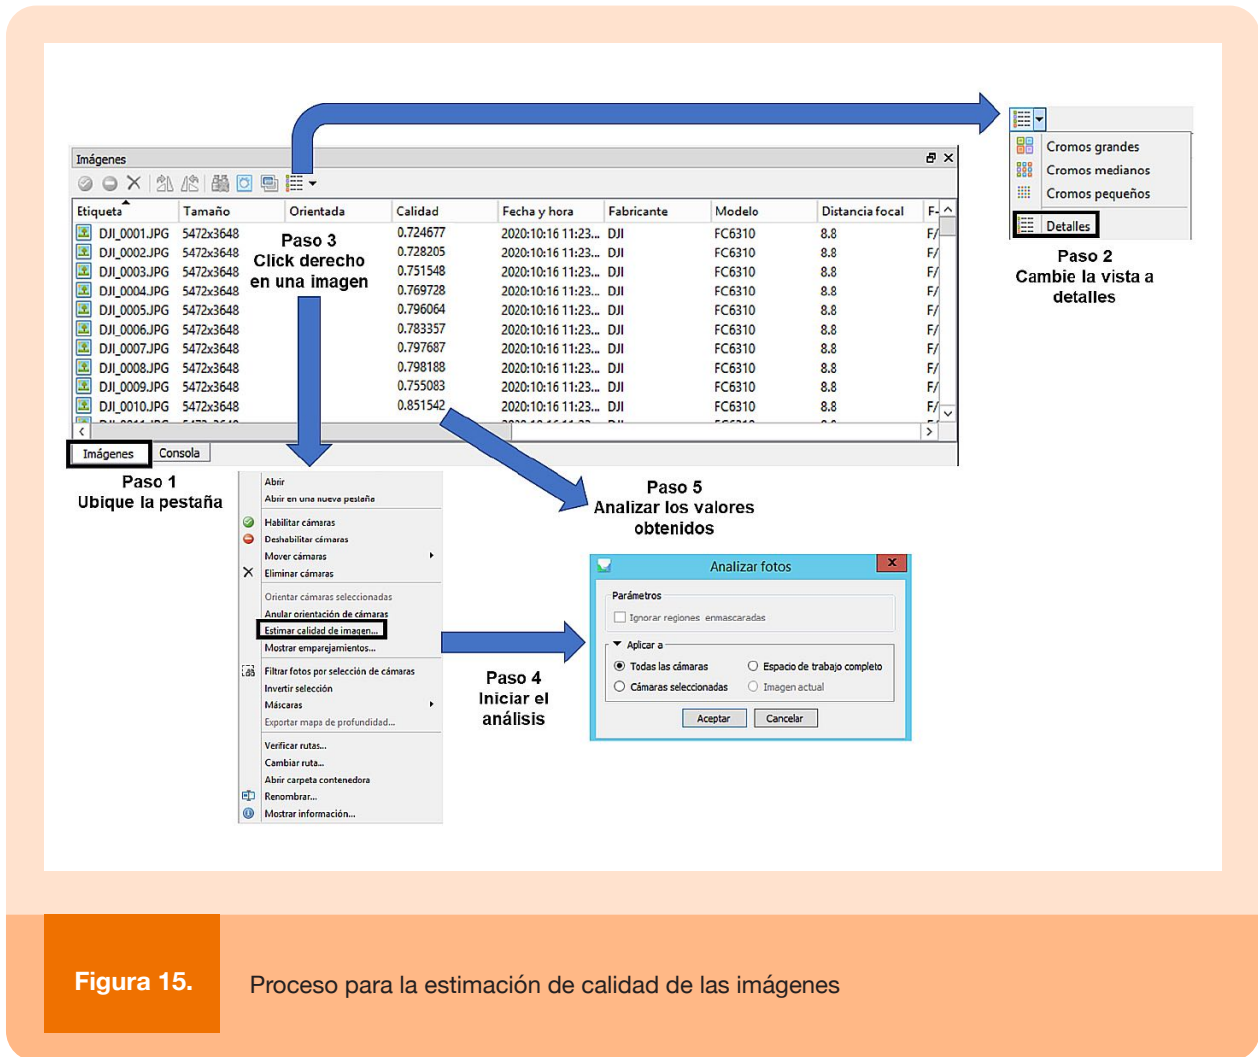 Imágenes
Etiqueta Tamaño Orientada Calidad Fecha y hora Fabricante Modelo Distancia focal F-
DJI_0001.JPG 5472x3648 0.724677 2020:10:16 11:23... DJI FC6310 8.8 F/
DJI_0002.JPG 5472x3648 0.728205 2020:10:16 11:23... DJI FC6310 8.8 F/
DJI_0003.JPG 5472x3648 0.751548 2020:10:16 11:23... DJI FC6310 8.8 F/
DJI_0004.JPG 5472x3648 0.769728 2020:10:16 11:23... DJI FC6310 8.8 F/
DJI_0005.JPG 5472x3648 0.796064 2020:10:16 11:23... DJI FC6310 8.8 F/
DJI_0006.JPG 5472x3648 0.783357 2020:10:16 11:23... DJI FC6310 8.8 F/
DJI_0007.JPG 5472x3648 0.797687 2020:10:16 11:23... DJI FC6310 8.8 F/
DJI_0008.JPG 5472x3648 0.798188 2020:10:16 11:23... DJI FC6310 8.8 F/
DJI_0009.JPG 5472x3648 0.755083 2020:10:16 11:23... DJI FC6310 8.8 F/
DJI_0010.JPG 5472x3648 0.851542 2020:10:16 11:23... DJI FC6310 8.8 F/
Imágenes Consola
Paso 1
Ubique la pestaña
Cromos grandes
Cromos medianos
Cromos pequeños
Detalles
Paso 2
Cambie la vista a
detalles
Paso 3
Click derecho
en una imagen
Abrir
Abrir en una nueva pestaña
Habilitar cámaras
Deshabilitar cámaras
Mover cámaras
Eliminar cámaras
Orientar cámaras seleccionadas
Anular orientación de cámaras
Estimar calidad de imagen...
Mostrar emparejamientos...
Filtrar fotos por selección de cámaras
Invertir selección
Máscaras
Exportar mapa de profundidad...
Verificar rutas...
Cambiar ruta...
Abrir carpeta contenedora
Renombrar...
Mostrar información...
Paso 4
Iniciar el
análisis
Paso 5
Analizar los valores
obtenidos
Analizar fotos
x
Parámetros
Ignorar regiones enmascaradas
Aplicar a
Todas las cámaras Espacio de trabajo completo
Cámaras seleccionadas Imagen actual
Aceptar Cancelar
Figura 15.
Proceso para la estimación de calidad de las imágenes